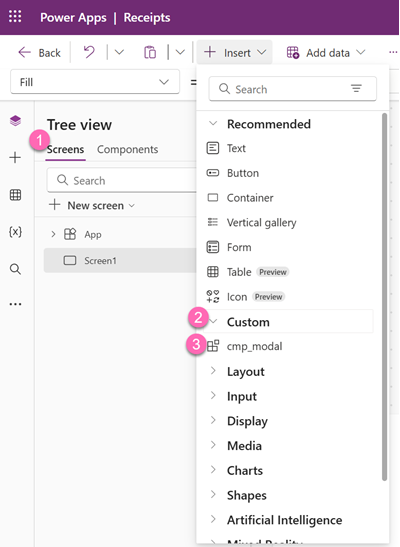 Power Apps | Receipts
Back
Insert
Add data
...
Fill
=
Search
Recommended
Text
Button
Container
Vertical gallery
Form
Table Preview
Icon Preview
2
Custom
3
cmp_modal
Layout
Input
Display
Media
Charts
Shapes
Artificial Intelligence
Mixed Reality
Tree view
1
Screens Components
Search
New screen
App
Screen1
{x}